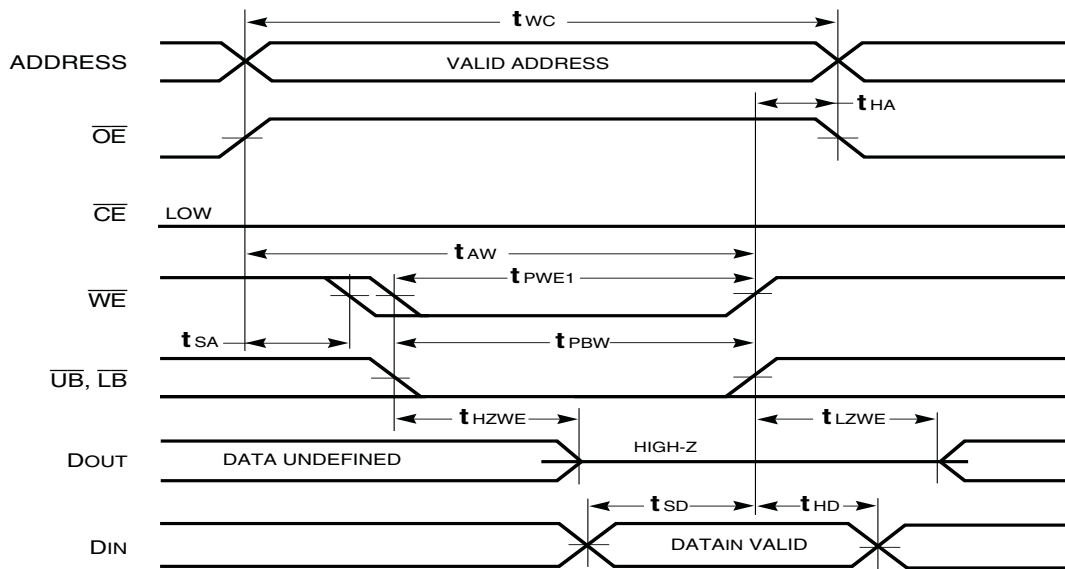 tWC
ADDRESS
VALID ADDRESS
tHA
OE
CE
LOW
tAW
WE
tPWE1
tSA
tPBW
UB, LB
tHZWE
tLZWE
DOUT
DATA UNDEFINED
HIGH-Z
tSD
tHD
DIN
DATAIN VALID